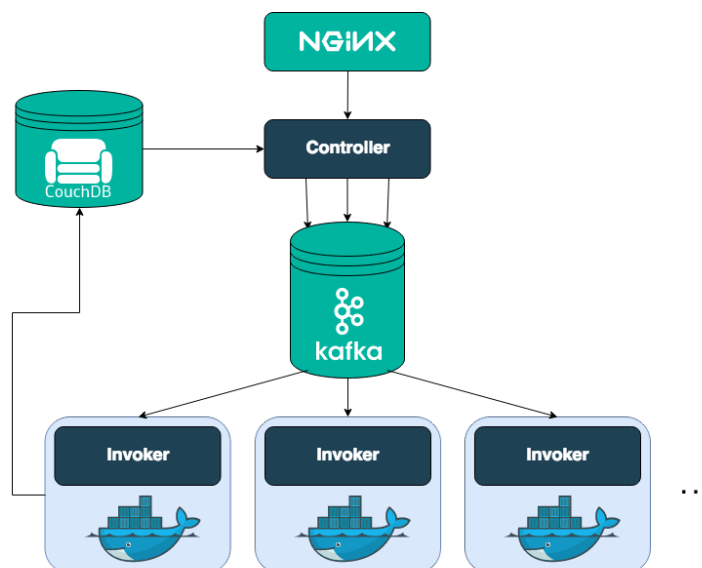 NGiNX
Controller
CouchDB
kafka
Invoker
Invoker
Invoker
..